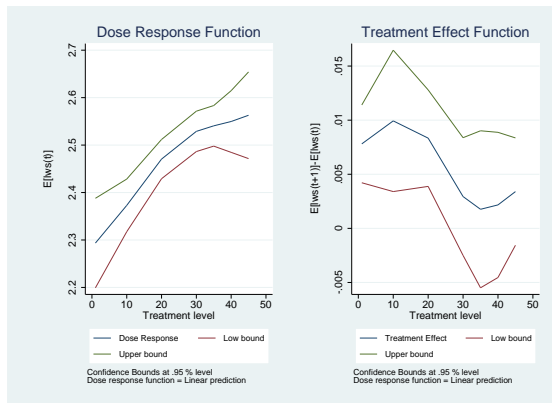 Dose Response Function
2.7
2.6
2.5
2.4
2.3
2.2
E[lws(t)]
0 10 20 30 40 50
Treatment level
Dose Response Low bound
Upper bound
Confidence Bounds at .95 % level
Dose response function = Linear prediction
Treatment Effect Function
.015
.01
.005
0
-.005
E[lws(t+1)]-E[lws(t)]
0 10 20 30 40 50
Treatment level
Treatment Effect Low bound
Upper bound
Confidence Bounds at .95 % level
Dose response function = Linear prediction